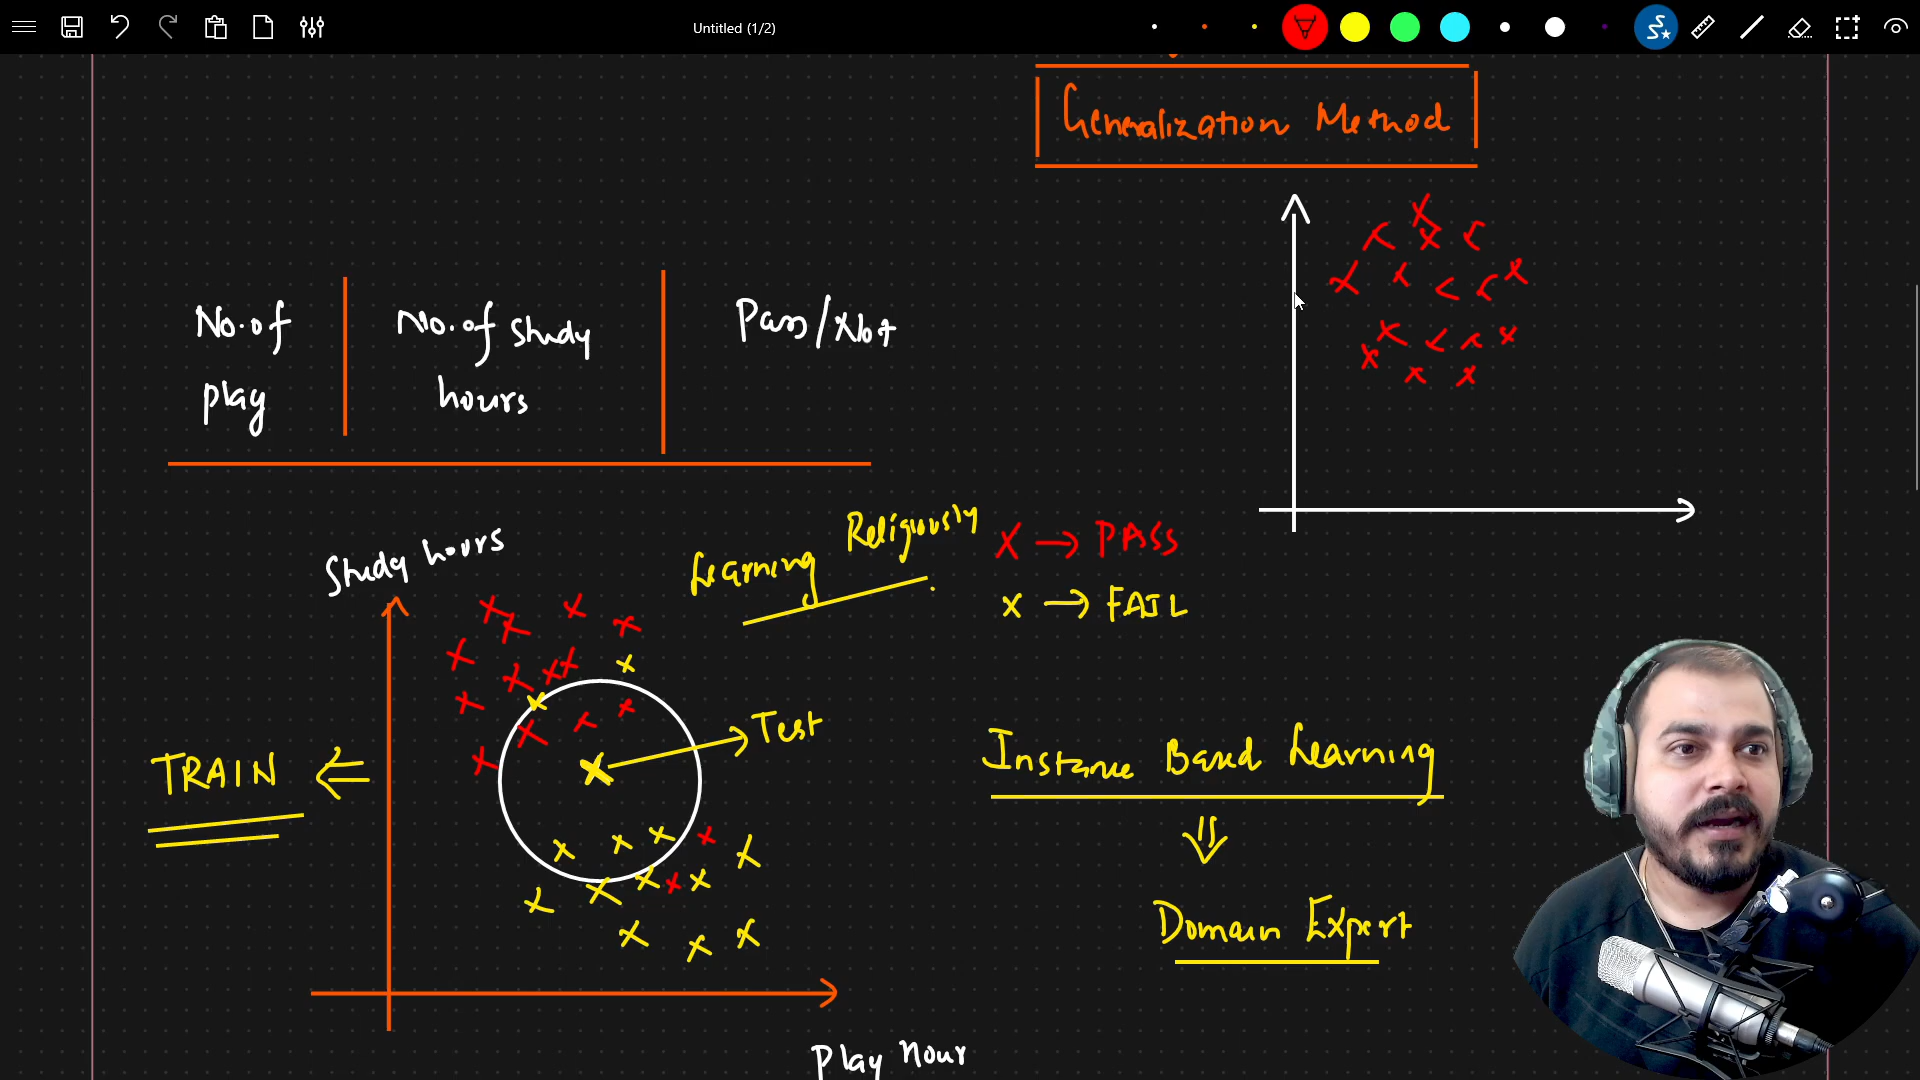 Untitled (1/2)
Generalization Method
No. of play
No. of study hours
Pass/Not
Study hours
Learning Religiously
X → PASS
x → FAIL
Test
TRAIN
Instance Based Learning
Domain Expert
Play Hour